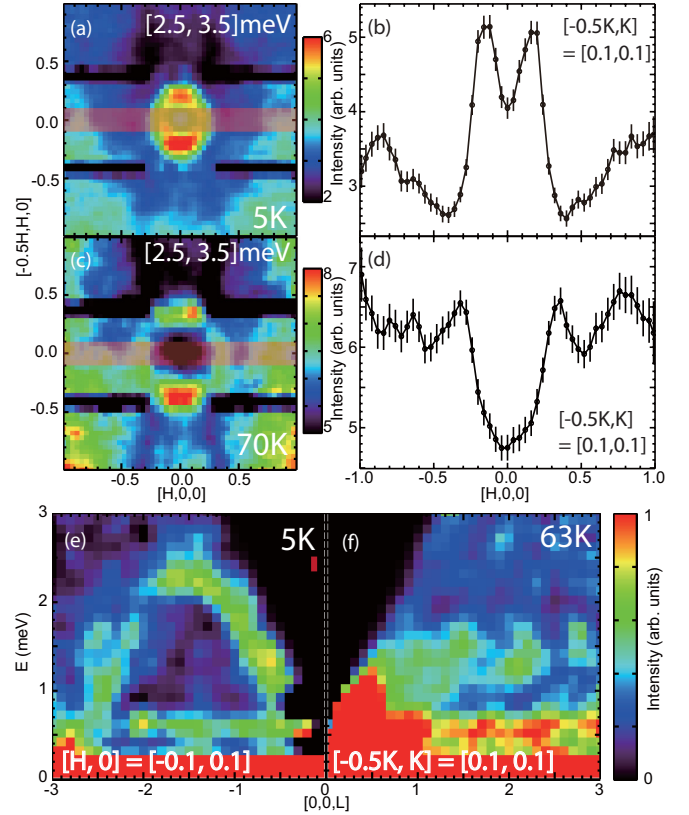 (a) [2.5, 3.5]meV
6
0.5
0.0
-0.5
2
5K
Intensity (arb. units)
(b)
[-0.5K,K]
= [0.1,0.1]
5
4
3
[-0.5H,H,0]
(c) [2.5, 3.5]meV
8
0.5
0.0
-0.5
5
70K
-0.5 0.0 0.5
[H,0,0]
Intensity (arb. units)
(d)
[-0.5K,K]
= [0.1,0.1]
7
6
5
-1.0 -0.5 0.0 0.5 1.0
[H,0,0]
(e) 5K
3
2
1
0
E (meV)
[H, 0] = [-0.1, 0.1]
-3 -2 -1 0
(f) 63K
[-0.5K, K] = [0.1, 0.1]
1 2 3
[0,0,L]
1
0
Intensity (arb. units)